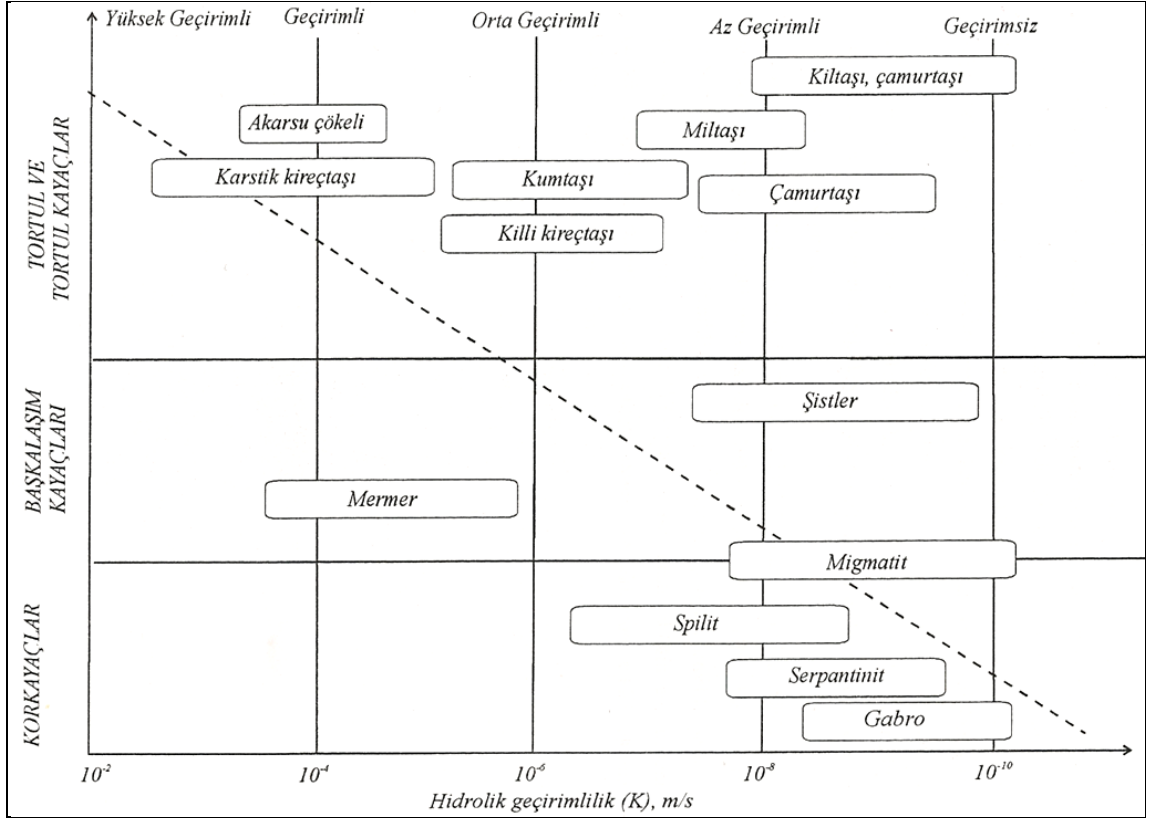 Yüksek Geçirimli
Geçirimli
Orta Geçirimli
Az Geçirimli
Geçirimsiz
TORTUL VE
TORTUL KAYAÇLAR
Kiltaşı, çamurtaşı
Akarsu çökeli
Miltaşı
Karstik kireçtaşı
Kumtaşı
Çamurtaşı
Killi kireçtaşı
BAŞKALAŞIM
KAYAÇLARI
Şistler
Mermer
Migmatit
KORKAYAÇLAR
Spilit
Serpantinit
Gabro
10⁻²
10⁻⁴
10⁻⁶
10⁻⁸
10⁻¹⁰
Hidrolik geçirimlilik (K), m/s